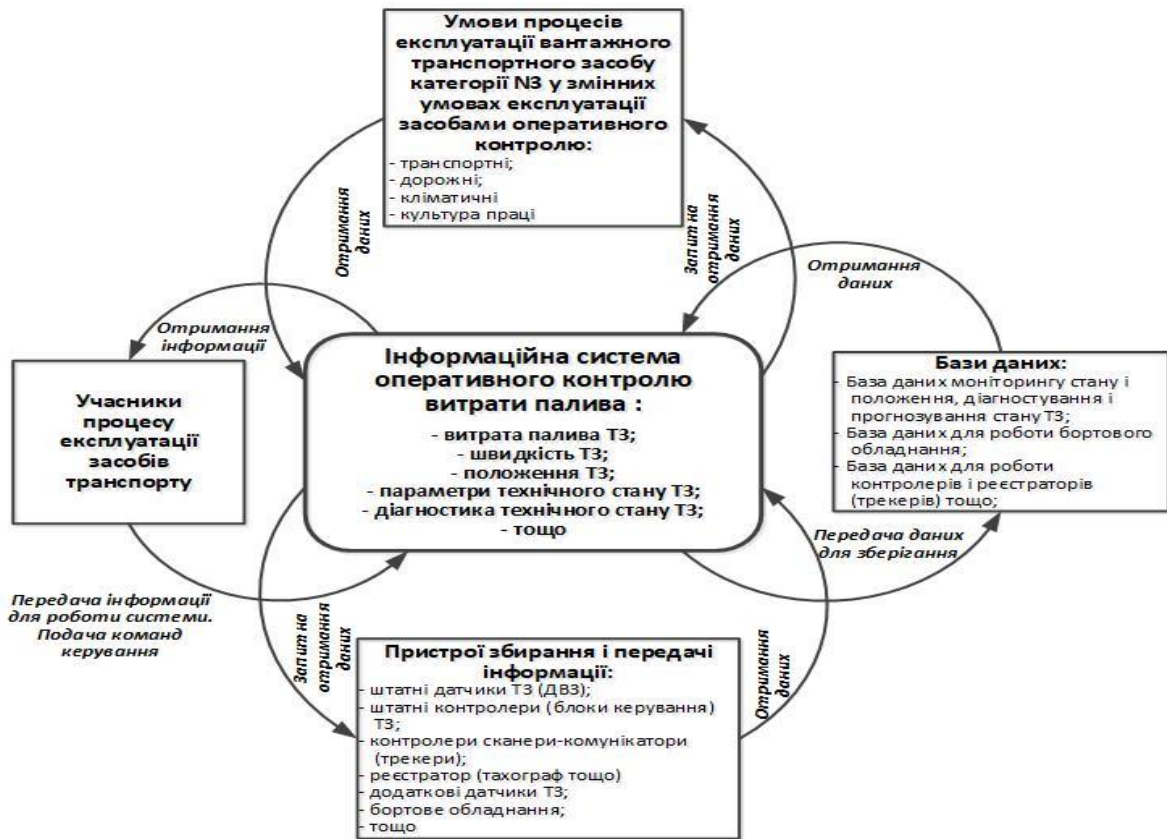 Умови процесів
експлуатації вантажного
транспортного засобу
категорії N3 у змінних
умовах експлуатації
засобами оперативного
контролю:
- транспортні;
- дорожні;
- кліматичні
- культура праці
Отримання
даних
Запит на
отримання
даних
Отримання
даних
Отримання
інформації
Учасники
процесу
експлуатації
засобів
транспорту
Інформаційна система
оперативного контролю
витрати палива :
- витрата палива ТЗ;
- швидкість ТЗ;
- положення ТЗ;
- параметри технічного стану ТЗ;
- діагностика технічного стану ТЗ;
- тощо
Бази даних:
- База даних моніторингу стану і
положення, діагностування і
прогнозування стану ТЗ;
- База даних для роботи бортового
обладнання;
- База даних для роботи
контролерів і реєстраторів
(трекерів) тощо;
Передача даних
для зберігання
Передача інформації
для роботи системи.
Подача команд
керування
Запит на
отримання
даних
Отримання
даних
Пристрої збирання і передачі
інформації:
- штатні датчики ТЗ (ДВЗ);
- штатні контролери (блоки керування)
ТЗ;
- контролери сканери-комунікатори
(трекери);
- реєстратор (тахограф тощо)
- додаткові датчики ТЗ;
- бортове обладнання;
- тощо